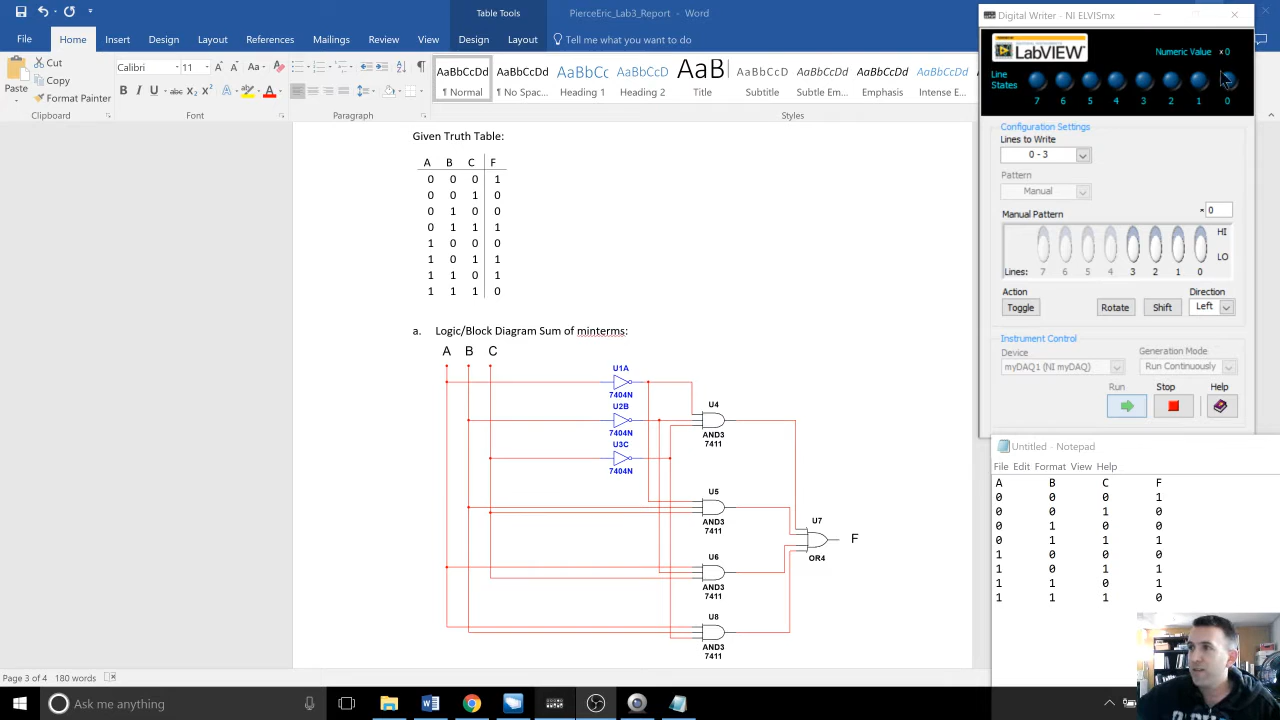 Table Tools
PierceEric_Lab3_Report - Word
File Home Insert Draw Design Layout References Mailings Review View Design Layout Tell me what you want to do
Paste
Cut
Copy
Format Painter
Clipboard
Calibri 11
Font
Paragraph
AaBbCcDd AaBbCcDd AaBbCc AaBbCcDd AaB AaBbCcDd AaBbCcDd AaBbCcDd AaBbCcDd
¶ Normal ¶ No Spac... Heading 1 Heading 2 Title Subtitle Subtle Em... Emphasis Intense E...
Styles
Given Truth Table:
A B C F
0 0 0 1
0 0 1 0
0 1 0 0
0 1 1 1
1 0 0 0
1 0 1 1
1 1 0 1
1 1 1 0
a. Logic/Block Diagram Sum of minterms:
A B C
U1A
7404N
U2B
7404N
U3C
7404N
U4
AND3
7411
U5
AND3
7411
U6
AND3
7411
U8
AND3
7411
U7
OR4
F
Page 3 of 4 180 words
Digital Writer - NI ELVISmx
LabVIEW
Numeric Value × 0
Line States
7 6 5 4 3 2 1 0
Configuration Settings
Lines to Write
0 - 3
Pattern
Manual
Manual Pattern × 0
HI
LO
Lines: 7 6 5 4 3 2 1 0
Action Direction
Toggle Rotate Shift Left
Instrument Control
Device Generation Mode
myDAQ1 (NI myDAQ) Run Continuously
Run Stop Help
Untitled - Notepad
File Edit Format View Help
A B C F
0 0 0 1
0 0 1 0
0 1 0 0
0 1 1 1
1 0 0 0
1 0 1 1
1 1 0 1
1 1 1 0
Ask me anything